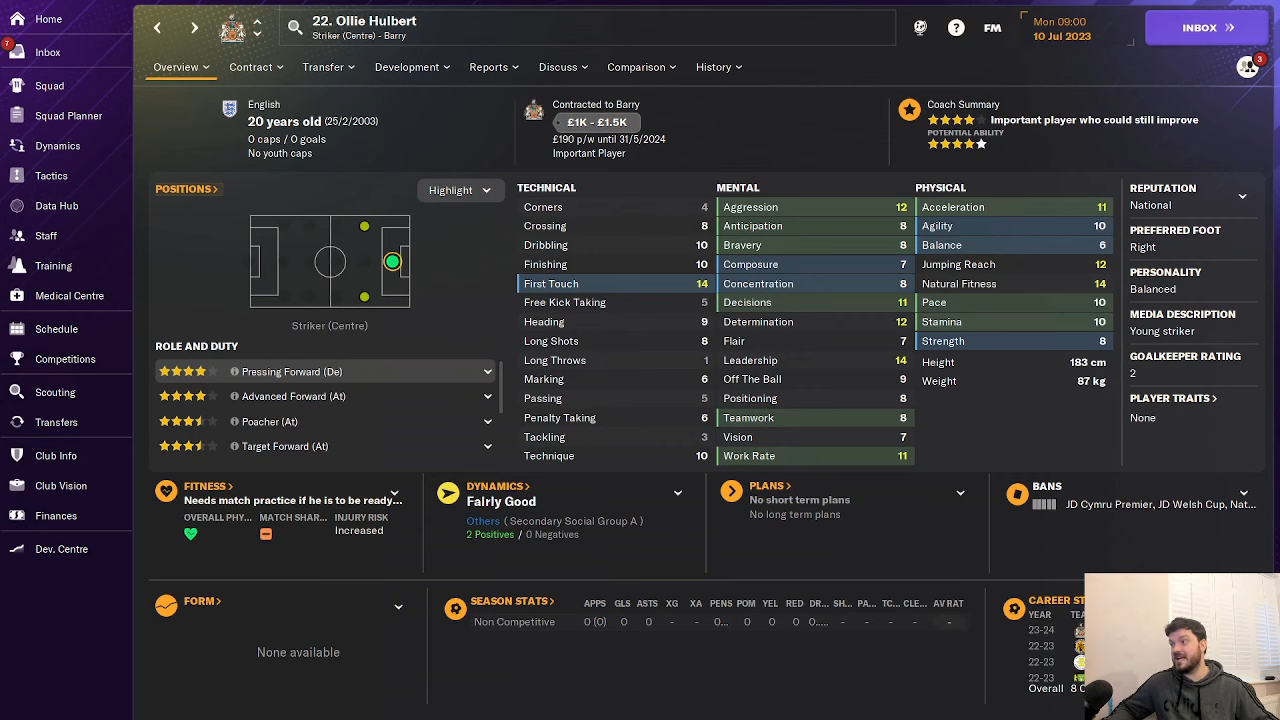 Home
7
Inbox
Squad
Squad Planner
Dynamics
Tactics
Data Hub
Staff
Training
Medical Centre
Schedule
Competitions
Scouting
Transfers
Club Info
Club Vision
Finances
Dev. Centre
22. Ollie Hulbert
Striker (Centre) - Barry
?
FM
Mon 09:00
10 Jul 2023
INBOX
Overview
Contract
Transfer
Development
Reports
Discuss
Comparison
History
3
English
20 years old (25/2/2003)
0 caps / 0 goals
No youth caps
Contracted to Barry
£1K - £1.5K
£190 p/w until 31/5/2024
Important Player
Coach Summary
Important player who could still improve
POTENTIAL ABILITY
POSITIONS>
Highlight
Striker (Centre)
ROLE AND DUTY
Pressing Forward (De)
Advanced Forward (At)
Poacher (At)
Target Forward (At)
TECHNICAL
Corners 4
Crossing 8
Dribbling 10
Finishing 10
First Touch 14
Free Kick Taking 5
Heading 9
Long Shots 8
Long Throws 1
Marking 6
Passing 5
Penalty Taking 6
Tackling 3
Technique 10
MENTAL
Aggression 12
Anticipation 8
Bravery 8
Composure 7
Concentration 8
Decisions 11
Determination 12
Flair 7
Leadership 14
Off The Ball 9
Positioning 8
Teamwork 8
Vision 7
Work Rate 11
PHYSICAL
Acceleration 11
Agility 10
Balance 6
Jumping Reach 12
Natural Fitness 14
Pace 10
Stamina 10
Strength 8
Height 183 cm
Weight 87 kg
REPUTATION
National
PREFERRED FOOT
Right
PERSONALITY
Balanced
MEDIA DESCRIPTION
Young striker
GOALKEEPER RATING
2
PLAYER TRAITS>
None
FITNESS>
Needs match practice if he is to be ready...
OVERALL PHY... MATCH SHAR... INJURY RISK
Increased
DYNAMICS>
Fairly Good
Others (Secondary Social Group A)
2 Positives / 0 Negatives
PLANS>
No short term plans
No long term plans
BANS
JD Cymru Premier, JD Welsh Cup, Nat...
FORM>
None available
SEASON STATS> APPS GLS ASTS XG XA PENS POM YEL RED DR... SH... PA... TC... CLE... AV RAT
Non Competitive 0 (0) 0 0 - - 0... 0 0 0 0..... - - - - -
CAREER ST
YEAR TE
23-24
22-23
22-23
22-23
Overall 8